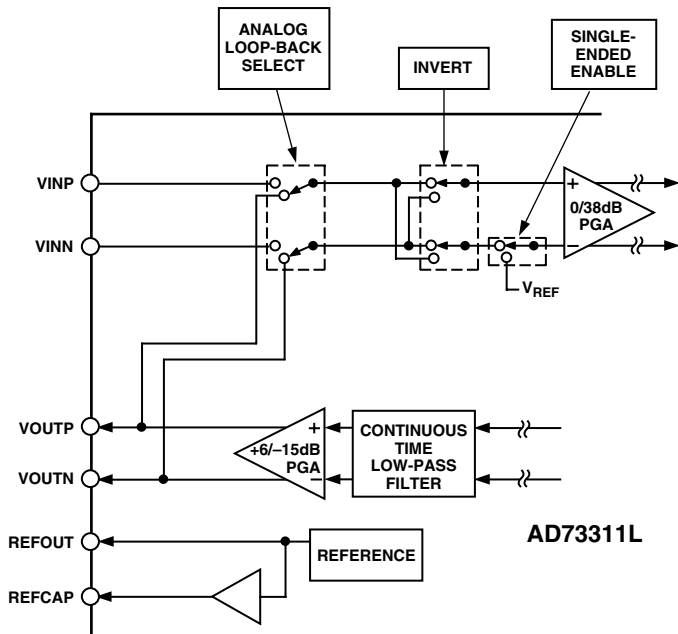 ANALOG
LOOP-BACK
SELECT
INVERT
SINGLE-
ENDED
ENABLE
VINP
+
0/38dB
PGA
VINN
–
VREF
VOUTP
+
+6/–15dB
PGA
–
CONTINUOUS
TIME
LOW-PASS
FILTER
VOUTN
REFOUT
REFERENCE
AD73311L
REFCAP